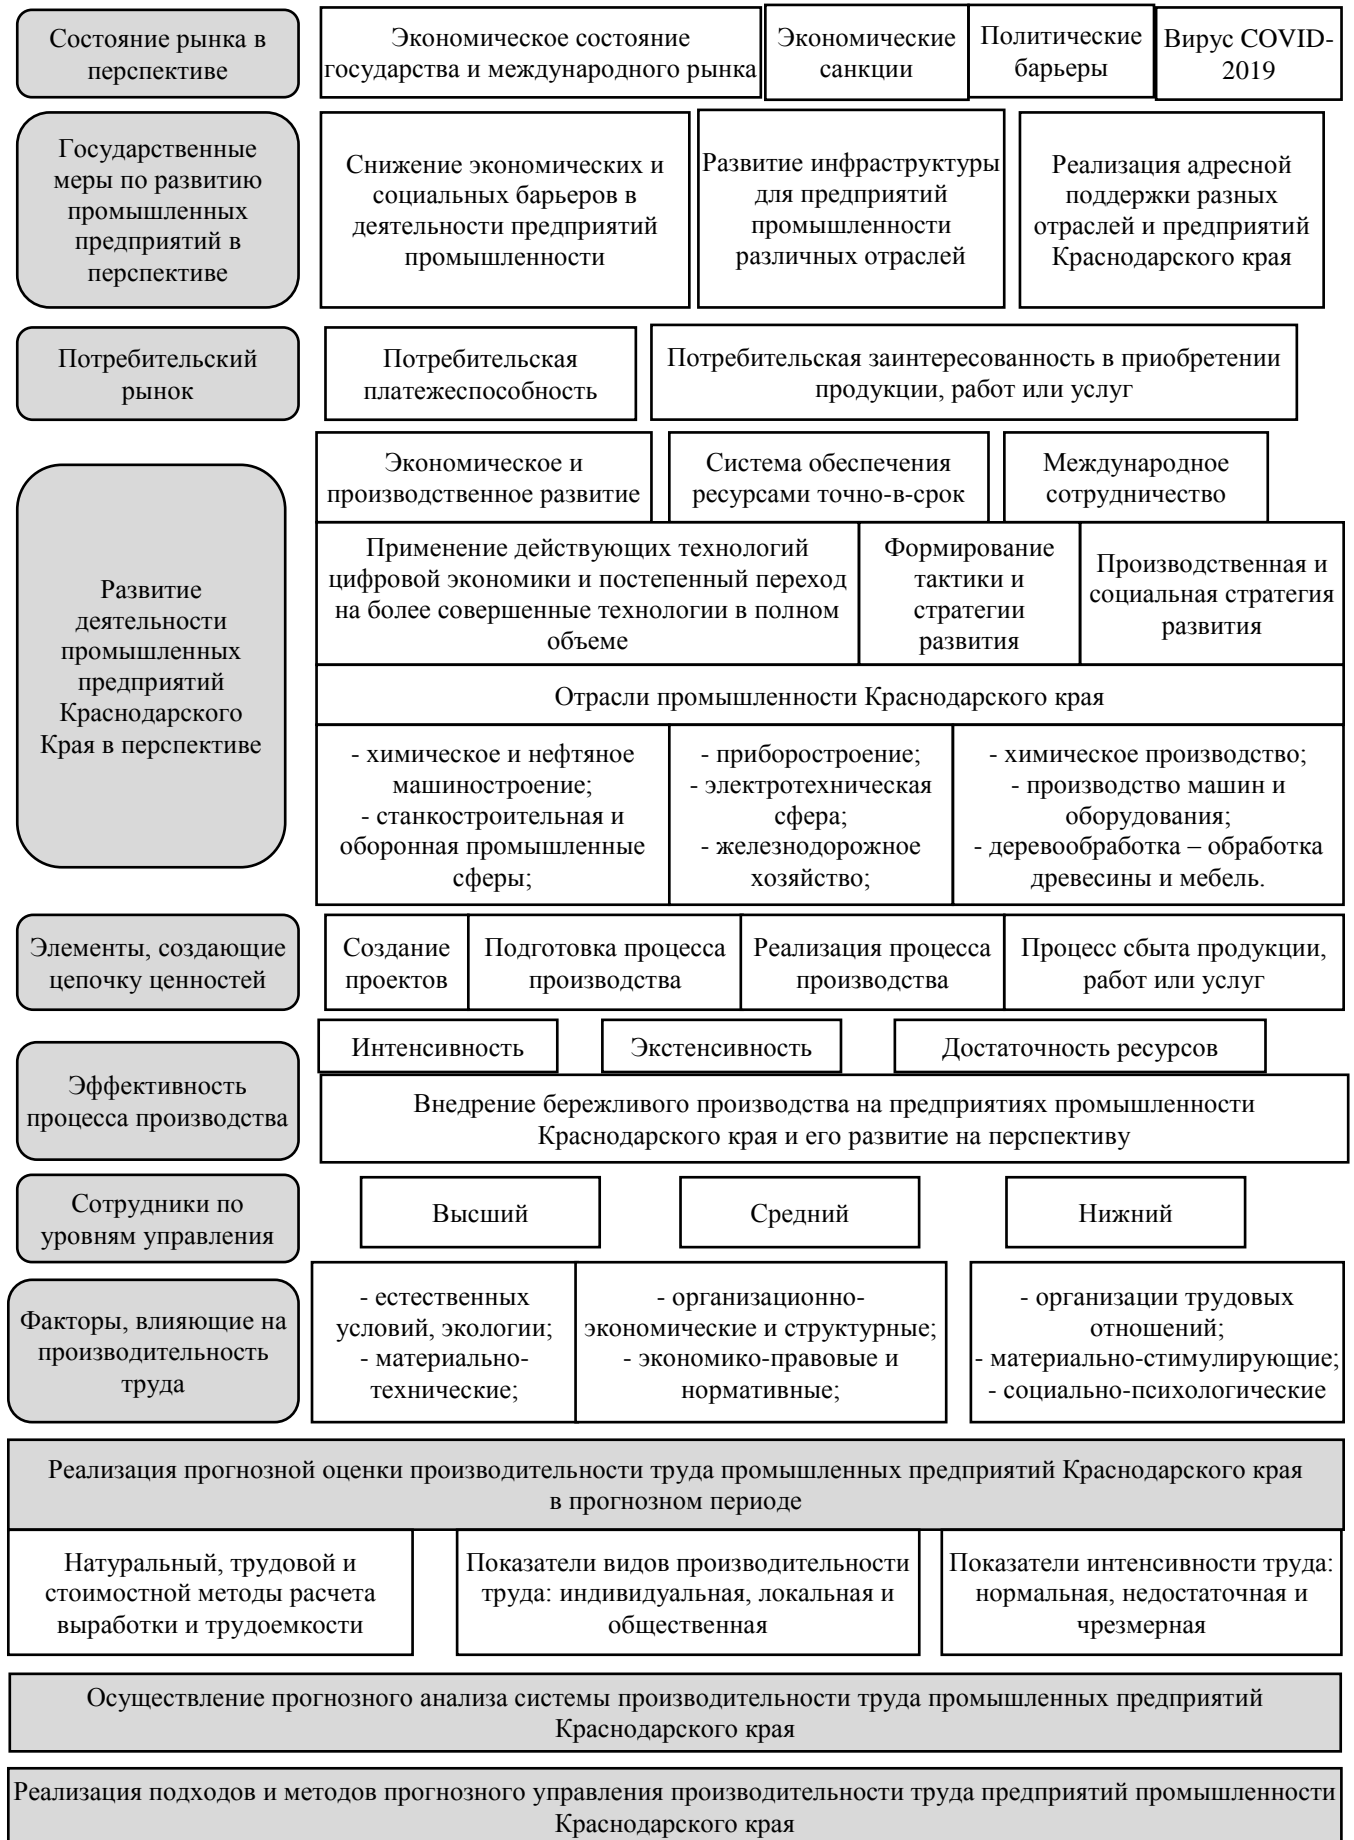 Состояние рынка в
перспективе
Экономическое состояние
государства и международного рынка
Экономические
санкции
Политические
барьеры
Вирус COVID-
2019
Государственные
меры по развитию
промышленных
предприятий в
перспективе
Снижение экономических и
социальных барьеров в
деятельности предприятий
промышленности
Развитие инфраструктуры
для предприятий
промышленности
различных отраслей
Реализация адресной
поддержки разных
отраслей и предприятий
Краснодарского края
Потребительский
рынок
Потребительская
платежеспособность
Потребительская заинтересованность в приобретении
продукции, работ или услуг
Развитие
деятельности
промышленных
предприятий
Краснодарского
Края в перспективе
Экономическое и
производственное развитие
Система обеспечения
ресурсами точно-в-срок
Международное
сотрудничество
Применение действующих технологий
цифровой экономики и постепенный переход
на более совершенные технологии в полном
объеме
Формирование
тактики и
стратегии
развития
Производственная и
социальная стратегия
развития
Отрасли промышленности Краснодарского края
- химическое и нефтяное
машиностроение;
- станкостроительная и
оборонная промышленные
сферы;
- приборостроение;
- электротехническая
сфера;
- железнодорожное
хозяйство;
- химическое производство;
- производство машин и
оборудования;
- деревообработка – обработка
древесины и мебель.
Элементы, создающие
цепочку ценностей
Создание
проектов
Подготовка процесса
производства
Реализация процесса
производства
Процесс сбыта продукции,
работ или услуг
Эффективность
процесса производства
Интенсивность
Экстенсивность
Достаточность ресурсов
Внедрение бережливого производства на предприятиях промышленности
Краснодарского края и его развитие на перспективу
Сотрудники по
уровням управления
Высший
Средний
Нижний
Факторы, влияющие на
производительность
труда
- естественных
условий, экологии;
- материально-
технические;
- организационно-
экономические и структурные;
- экономико-правовые и
нормативные;
- организации трудовых
отношений;
- материально-стимулирующие;
- социально-психологические
Реализация прогнозной оценки производительности труда промышленных предприятий Краснодарского края
в прогнозном периоде
Натуральный, трудовой и
стоимостной методы расчета
выработки и трудоемкости
Показатели видов производительности
труда: индивидуальная, локальная и
общественная
Показатели интенсивности труда:
нормальная, недостаточная и
чрезмерная
Осуществление прогнозного анализа системы производительности труда промышленных предприятий
Краснодарского края
Реализация подходов и методов прогнозного управления производительности труда предприятий промышленности
Краснодарского края